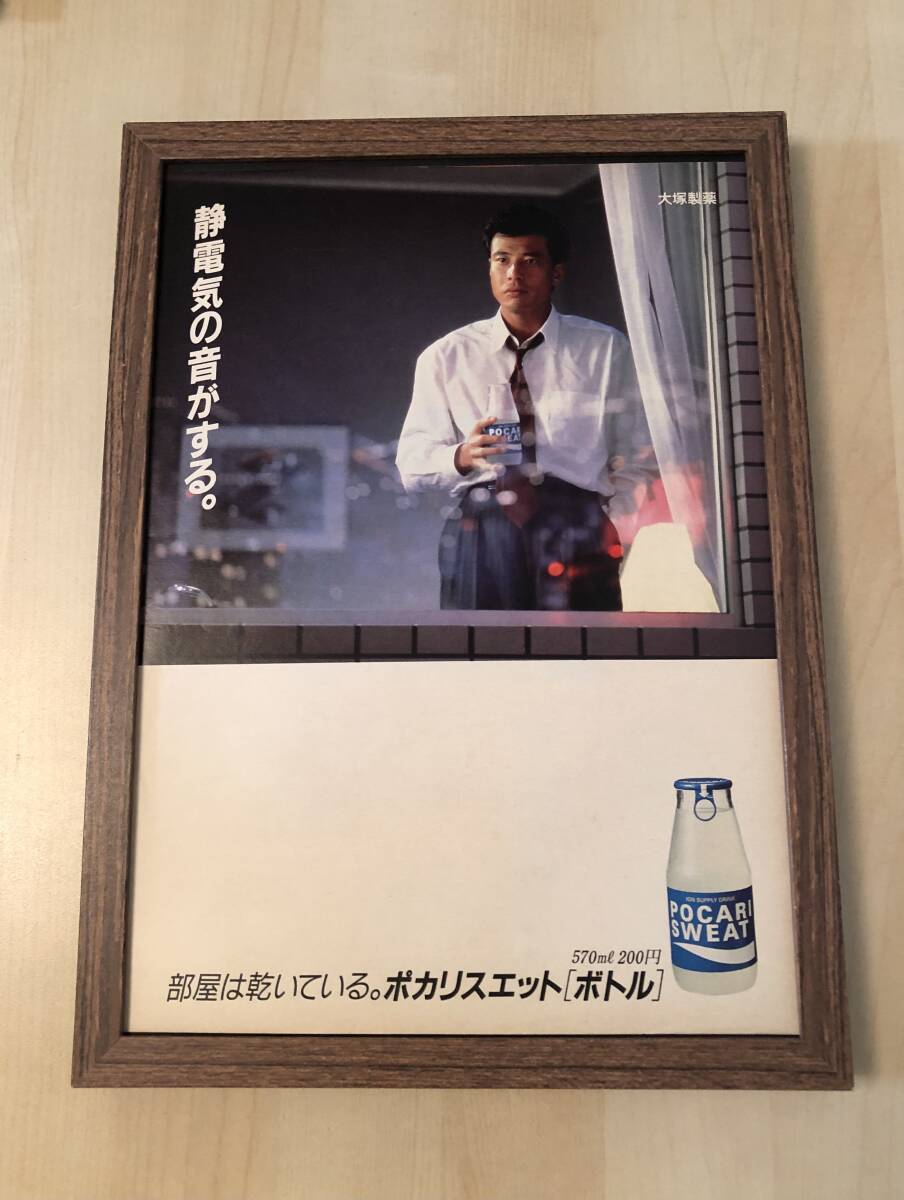 大塚製薬
静電気の音がする。
POCARI
SWEAT
ION SUPPLY DRINK
POCARI
SWEAT
570mℓ 200円
部屋は乾いている。ポカリスエット[ボトル]